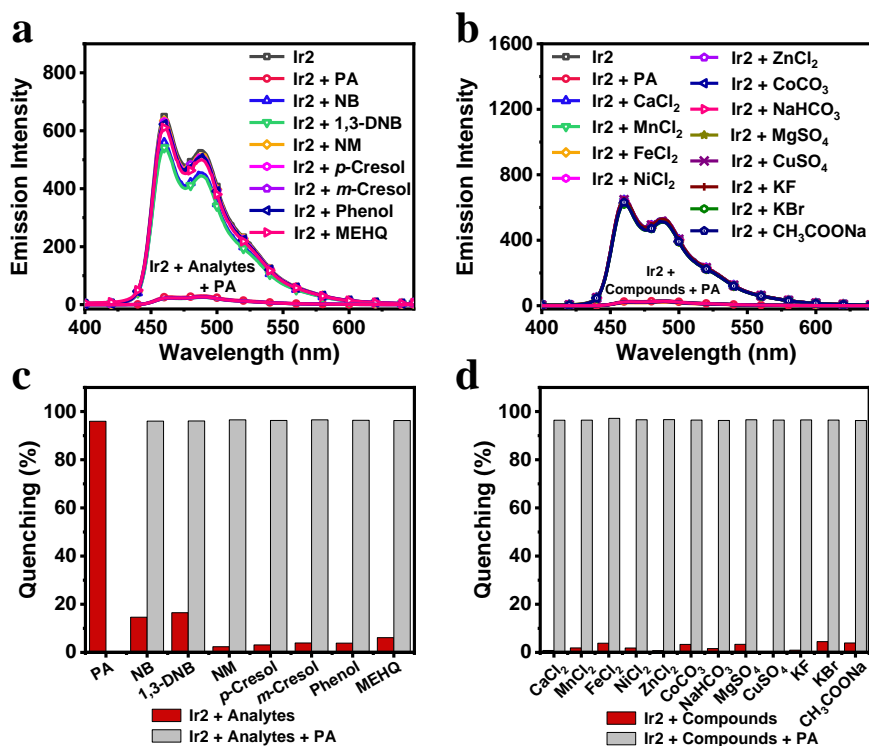 a
Emission Intensity
800
600
400
200
0
400 450 500 550 600
Wavelength (nm)
Ir2
Ir2 + PA
Ir2 + NB
Ir2 + 1,3-DNB
Ir2 + NM
Ir2 + p-Cresol
Ir2 + m-Cresol
Ir2 + Phenol
Ir2 + MEHQ
Ir2 + Analytes
+ PA
b
Emission Intensity
1600
1200
800
400
0
400 450 500 550 600
Wavelength (nm)
Ir2
Ir2 + PA
Ir2 + CaCl₂
Ir2 + MnCl₂
Ir2 + FeCl₂
Ir2 + NiCl₂
Ir2 + ZnCl₂
Ir2 + CoCO₃
Ir2 + NaHCO₃
Ir2 + MgSO₄
Ir2 + CuSO₄
Ir2 + KF
Ir2 + KBr
Ir2 + CH₃COONa
Ir2 +
Compounds + PA
c
Quenching (%)
100
80
60
40
20
0
PA NB 1,3-DNB NM p-Cresol m-Cresol Phenol MEHQ
Ir2 + Analytes
Ir2 + Analytes + PA
d
Quenching (%)
100
80
60
40
20
0
CaCl₂ MnCl₂ FeCl₂ NiCl₂ ZnCl₂ CoCO₃ NaHCO₃ MgSO₄ CuSO₄ KF KBr CH₃COONa
Ir2 + Compounds
Ir2 + Compounds + PA